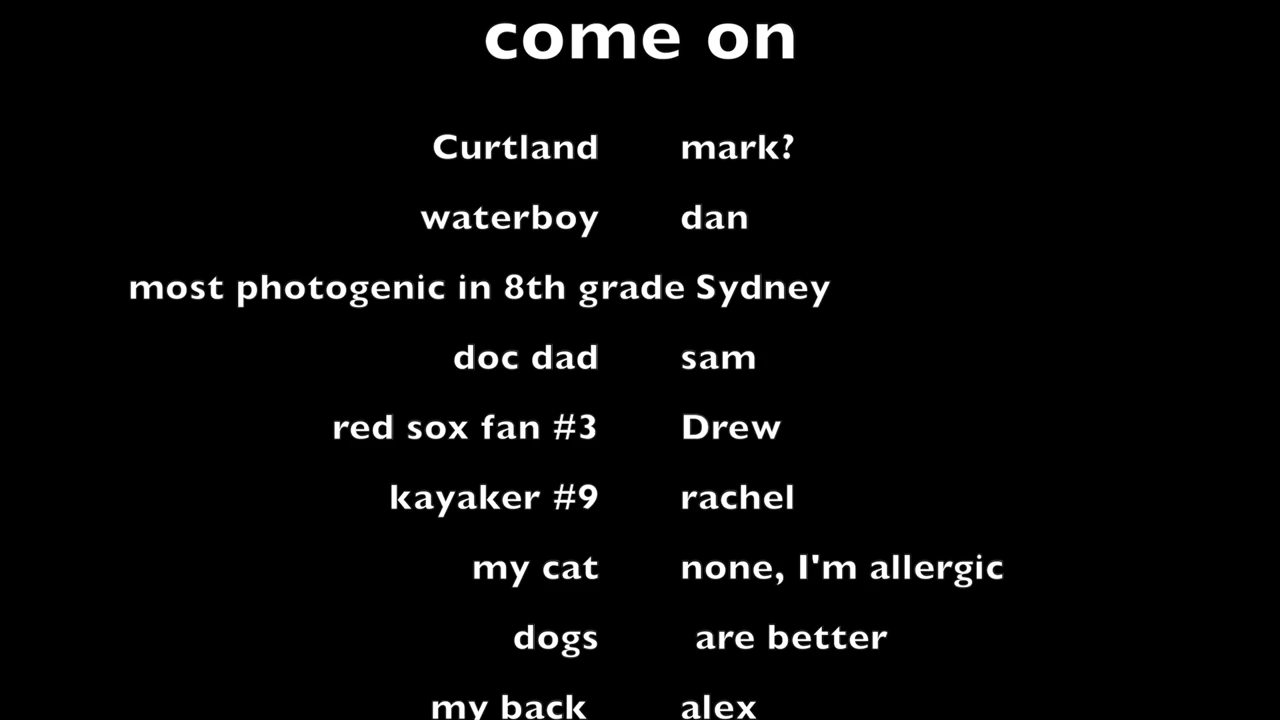 come on
Curtland mark?
waterboy dan
most photogenic in 8th grade Sydney
doc dad sam
red sox fan #3 Drew
kayaker #9 rachel
my cat none, I'm allergic
dogs are better
my back alex